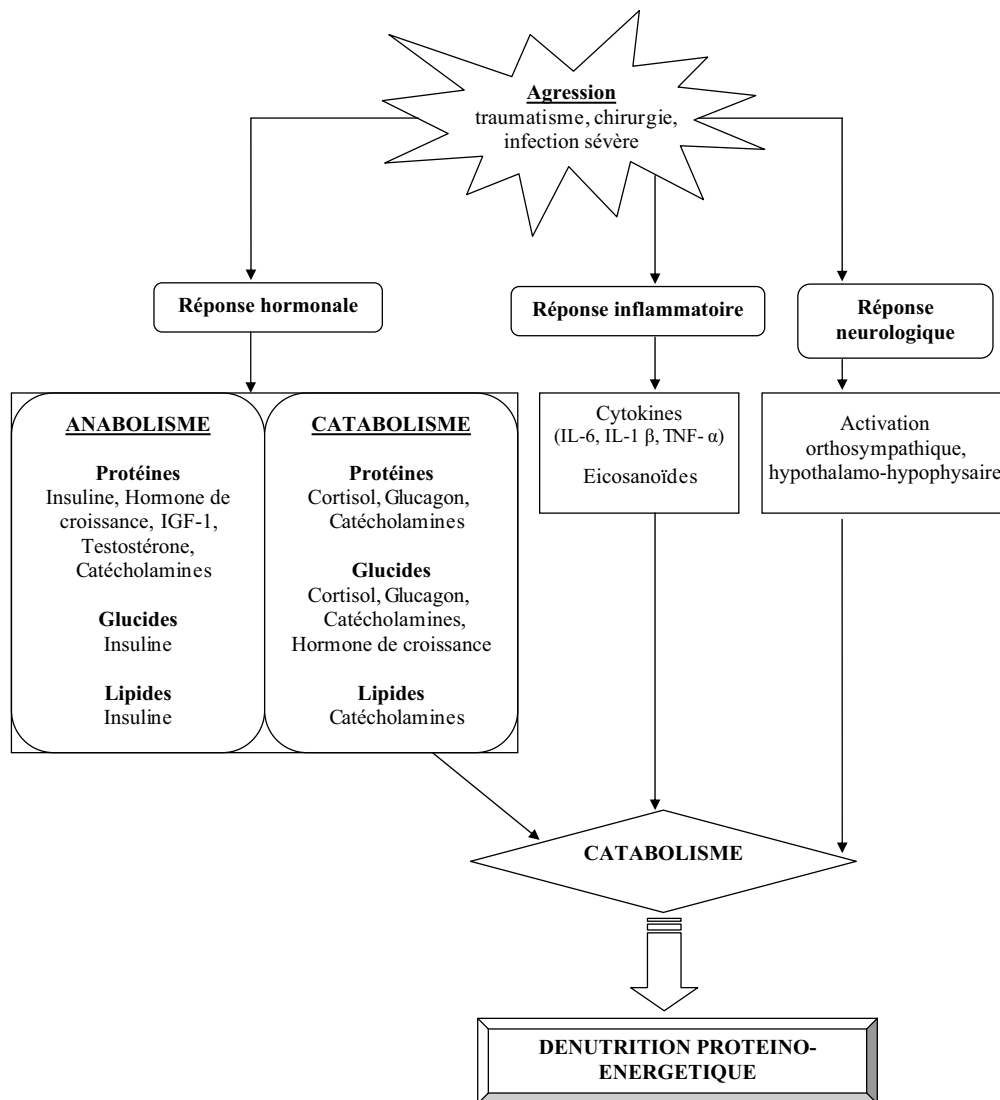 Agression
traumatisme, chirurgie,
infection sévère
Réponse hormonale
Réponse inflammatoire
Réponse
neurologique
ANABOLISME
Protéines
Insuline, Hormone de
croissance, IGF-1,
Testostérone,
Catécholamines
Glucides
Insuline
Lipides
Insuline
CATABOLISME
Protéines
Cortisol, Glucagon,
Catécholamines
Glucides
Cortisol, Glucagon,
Catécholamines,
Hormone de croissance
Lipides
Catécholamines
Cytokines
(IL-6, IL-1 β, TNF- α)
Eicosanoïdes
Activation
orthosympathique,
hypothalamo-hypophysaire
CATABOLISME
DENUTRITION PROTEINO-
ENERGETIQUE